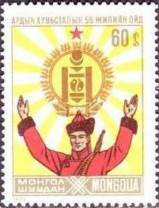 АРДЫН ХУВЬСГАЛЫН 55 ЖИЛИЙН ОЙД
60 ₮
МОНГОЛ
ШУУДАН
MONGOLIA